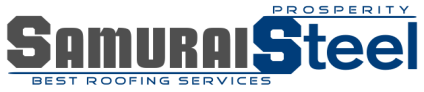 PROSPERITY
SAMURAISteel
BEST ROOFING SERVICES